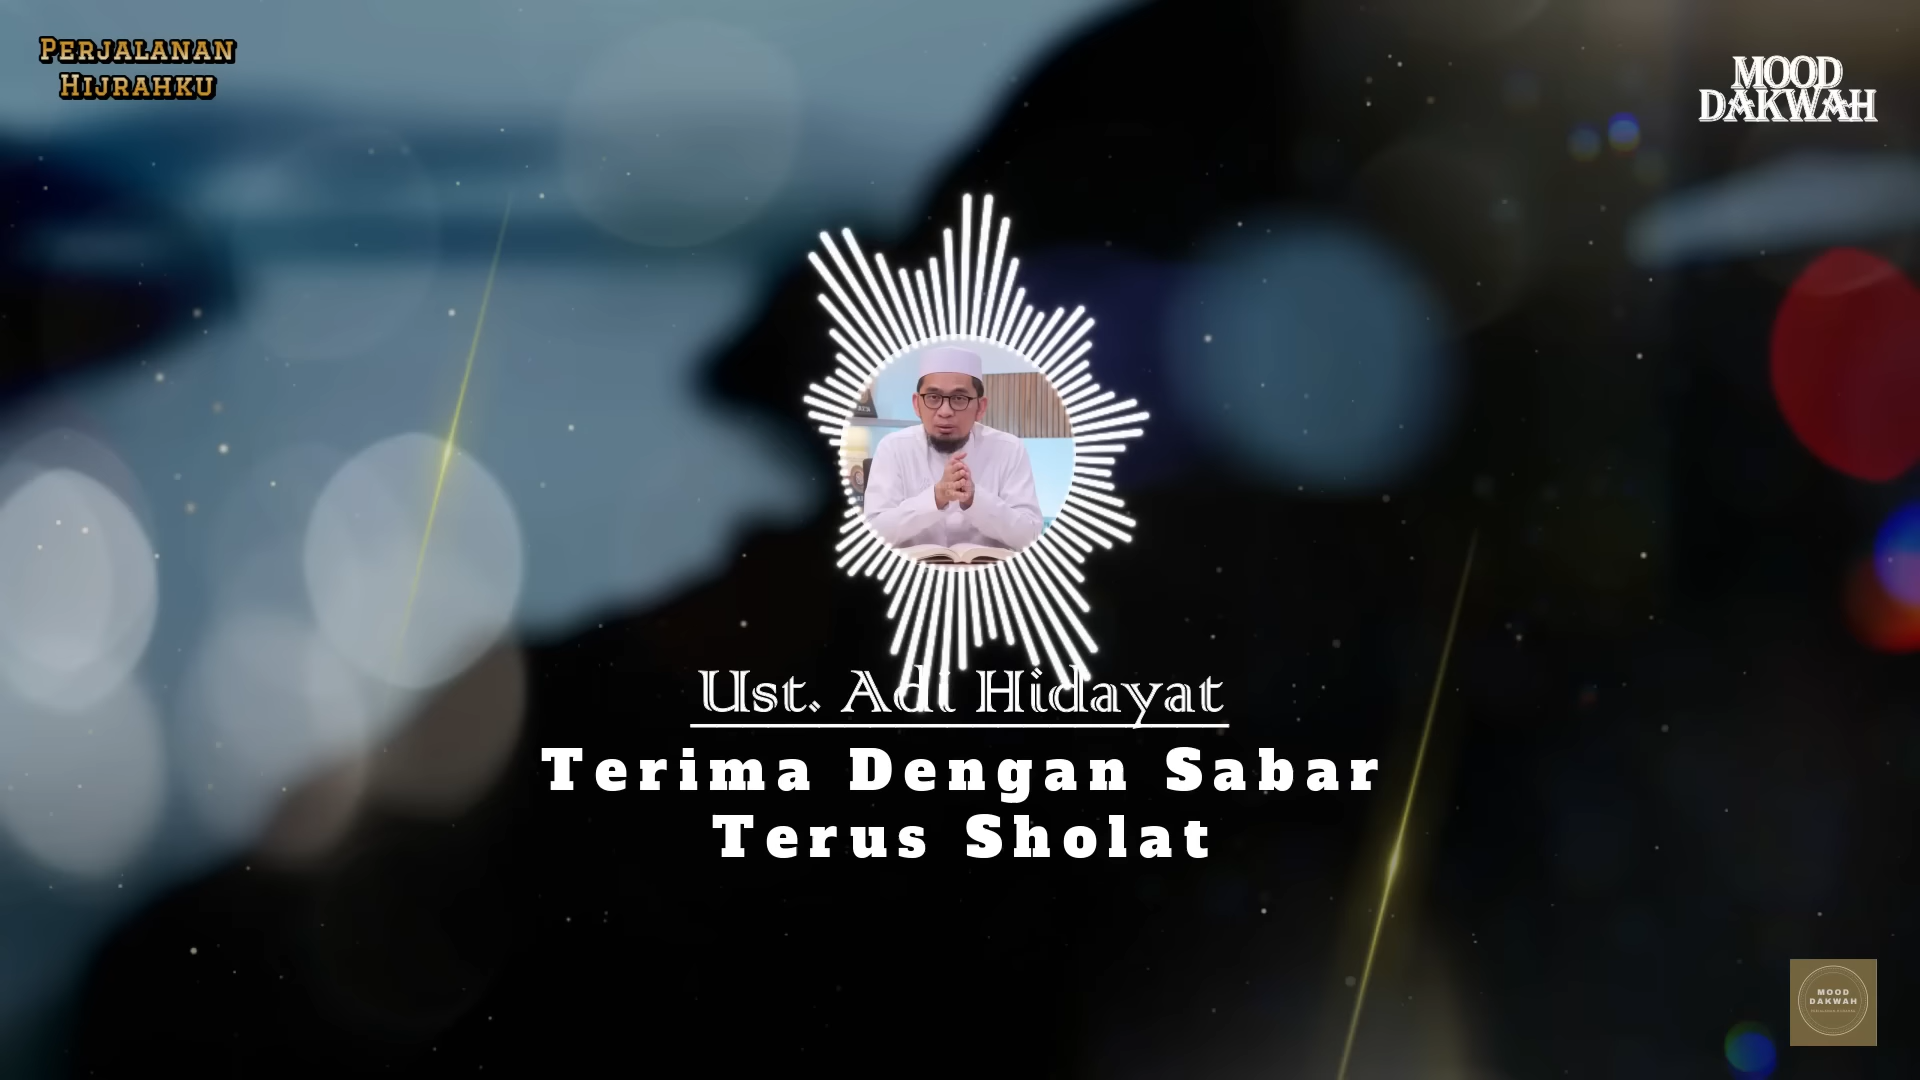 PERJALANAN
HIJRAHKU
MOOD
DAKWAH
Ust. Adi Hidayat
Terima Dengan Sabar
Terus Sholat
MOOD
DAKWAH